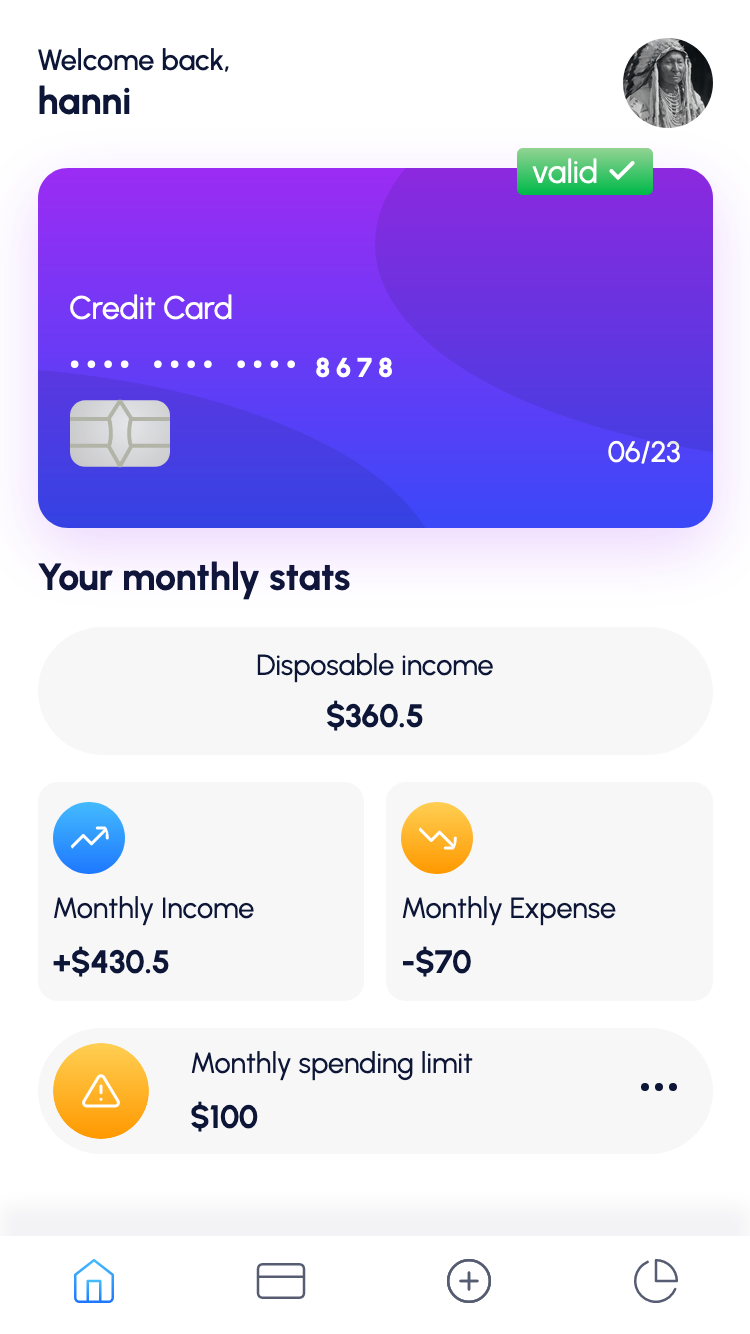 Welcome back,
hanni
valid
Credit Card
•••• •••• •••• 8678
06/23
Your monthly stats
Disposable income
$360.5
Monthly Income
+$430.5
Monthly Expense
-$70
Monthly spending limit
$100